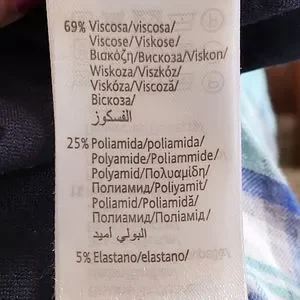 69% Viscosa/viscosa/
Viscose/Viskose/
Βισκόζη/Вискоза/Viskon/
Wiskoza/Viszkóz/
Viskóza/Viscoză/
Віскоза/
الفسكوز
25% Poliamida/poliamida/
Polyamide/Poliammide/
Polyamid/Πολυαμίδη/
Полиамид/Poliyamit/
Poliamid/Poliamidă/
Полиамид/Поліамід/
البولي أميد
5% Elastano/elastano/